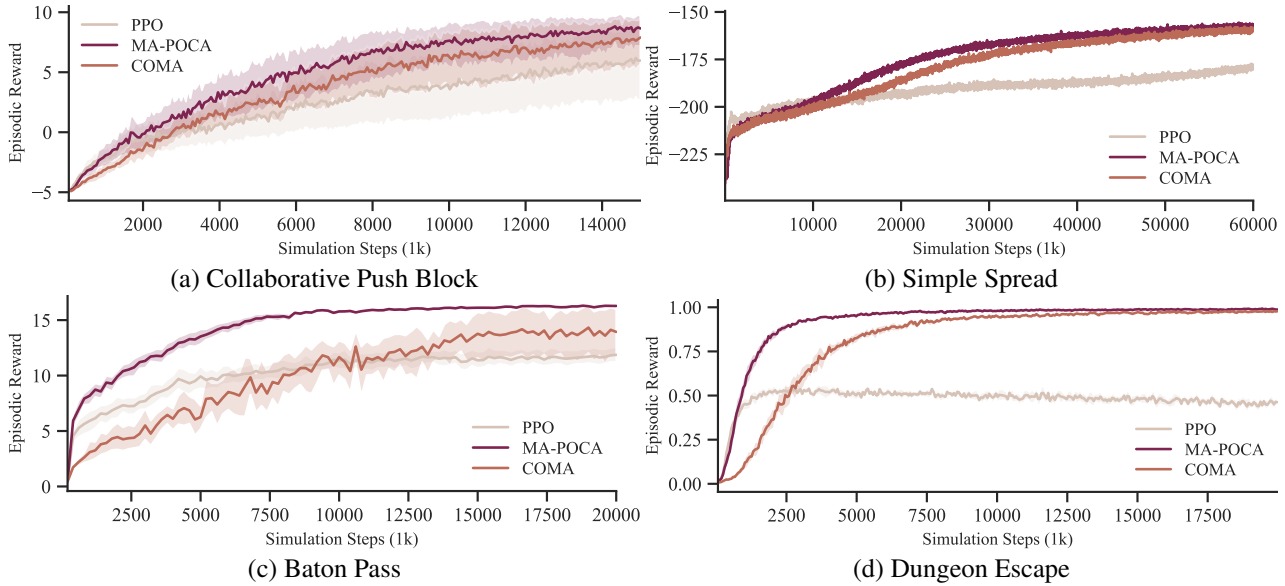 10
5
0
−5
Episodic Reward
PPO
MA-POCA
COMA
2000 4000 6000 8000 10000 12000 14000
Simulation Steps (1k)
(a) Collaborative Push Block
−150
−175
−200
−225
Episodic Reward
PPO
MA-POCA
COMA
10000 20000 30000 40000 50000 60000
Simulation Steps (1k)
(b) Simple Spread
15
10
5
0
Episodic Reward
PPO
MA-POCA
COMA
2500 5000 7500 10000 12500 15000 17500 20000
Simulation Steps (1k)
(c) Baton Pass
1.00
0.75
0.50
0.25
0.00
Episodic Reward
PPO
MA-POCA
COMA
2500 5000 7500 10000 12500 15000 17500
Simulation Steps (1k)
(d) Dungeon Escape